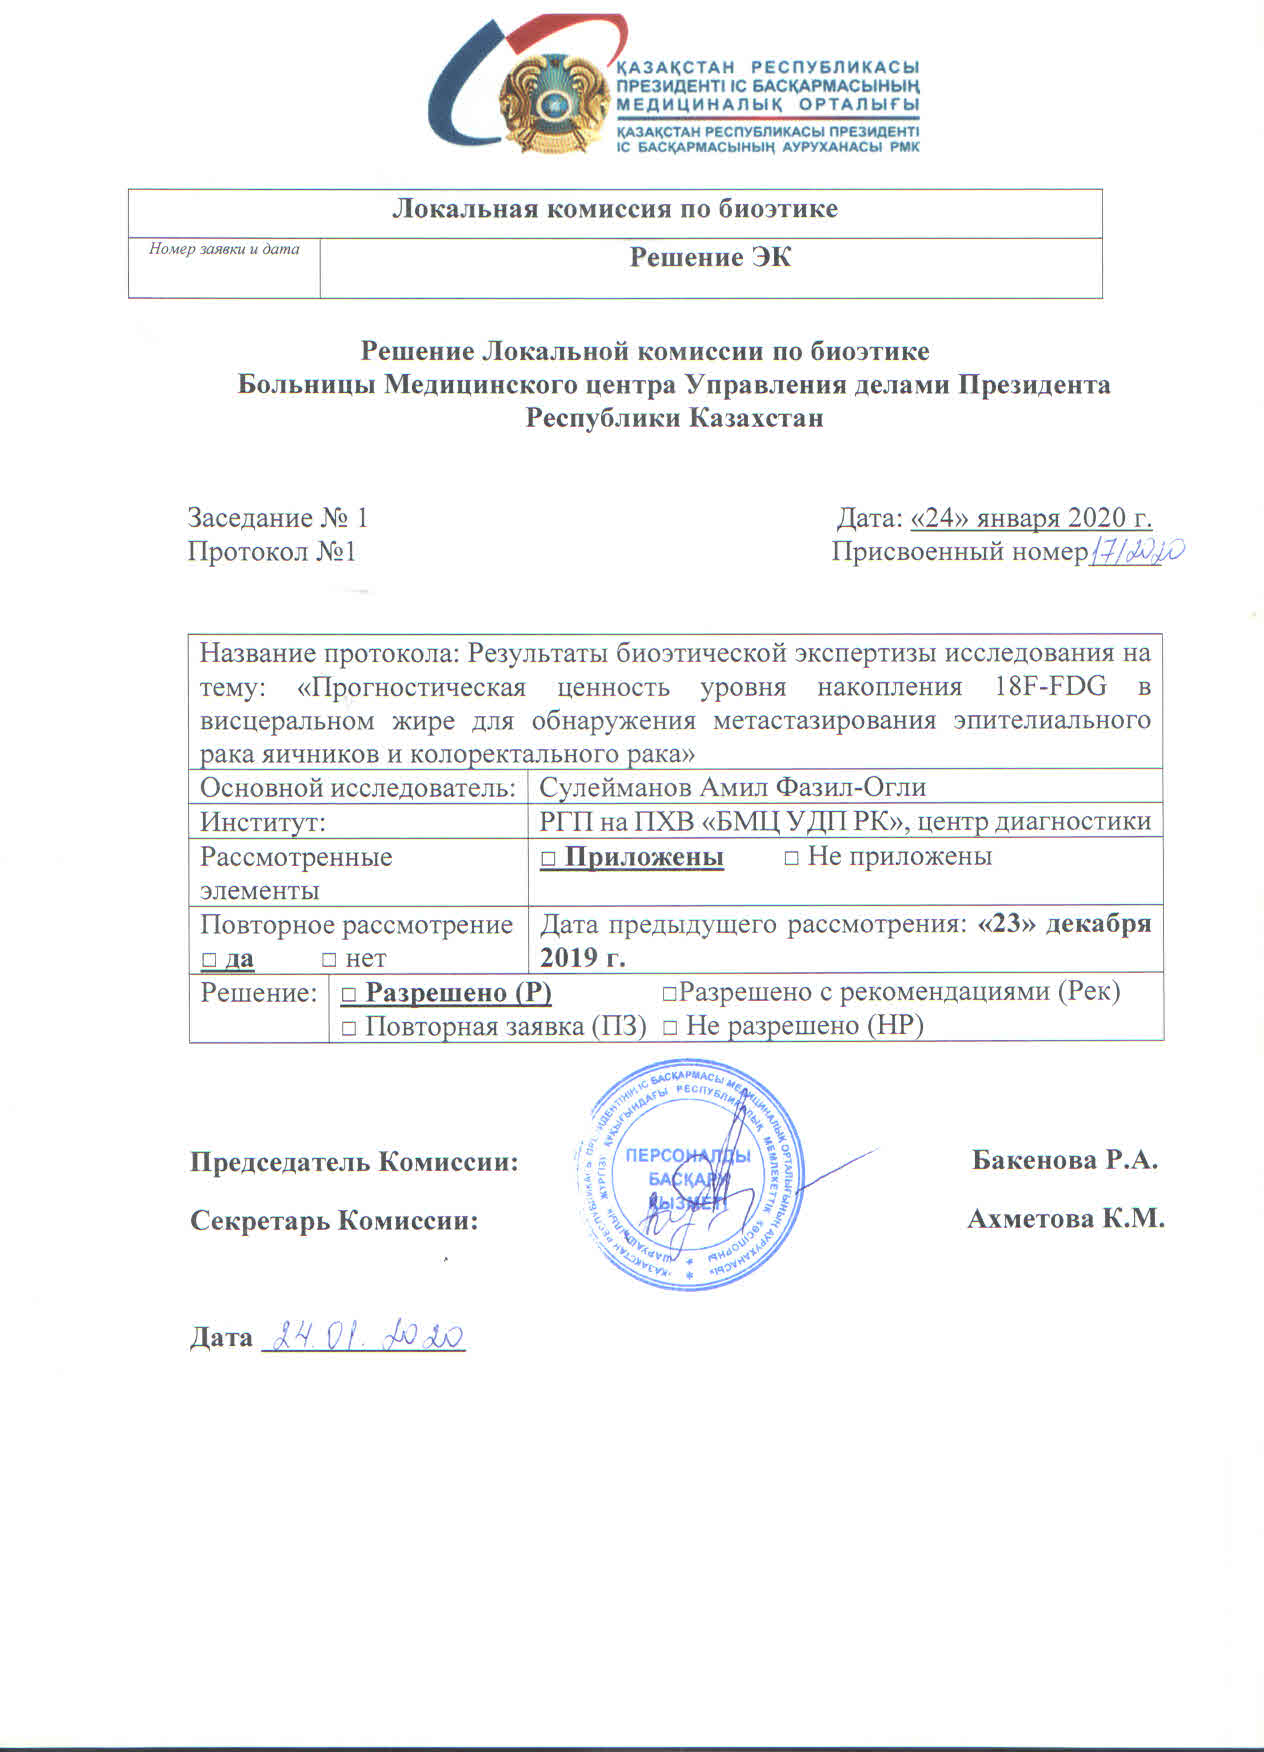 ҚАЗАҚСТАН РЕСПУБЛИКАСЫ
ПРЕЗИДЕНТІ ІС БАСҚАРМАСЫНЫҢ
МЕДИЦИНАЛЫҚ ОРТАЛЫҒЫ
ҚАЗАҚСТАН РЕСПУБЛИКАСЫ ПРЕЗИДЕНТІ
ІС БАСҚАРМАСЫНЫҢ АУРУХАНАСЫ РМК
Локальная комиссия по биоэтике
Номер заявки и дата
Решение ЭК
Решение Локальной комиссии по биоэтике
Больницы Медицинского центра Управления делами Президента
Республики Казахстан
Заседание № 1 Дата: «24» января 2020 г.
Протокол №1 Присвоенный номер 17/2020
Название протокола: Результаты биоэтической экспертизы исследования на
тему: «Прогностическая ценность уровня накопления 18F-FDG в
висцеральном жире для обнаружения метастазирования эпителиального
рака яичников и колоректального рака»
Основной исследователь: Сулейманов Амил Фазил-Огли
Институт: РГП на ПХВ «БМЦ УДП РК», центр диагностики
Рассмотренные □ Приложены □ Не приложены
элементы
Повторное рассмотрение Дата предыдущего рассмотрения: «23» декабря
□ да □ нет 2019 г.
Решение: □ Разрешено (Р) □Разрешено с рекомендациями (Рек)
□ Повторная заявка (ПЗ) □ Не разрешено (НР)
ПЕРСОНАЛДЫ
БАСҚАРУ
ҚЫЗМЕТІ
Председатель Комиссии: Бакенова Р.А.
Секретарь Комиссии: Ахметова К.М.
Дата 24.01.2020